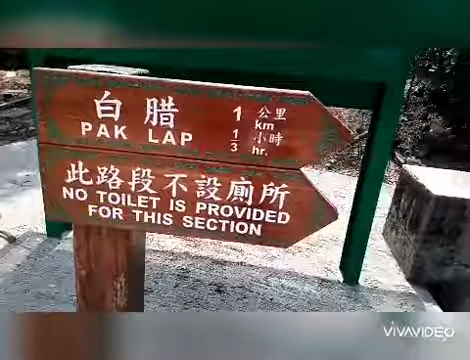 白腊 1 公里
PAK LAP km
1/3 小時
hr.
此路段不設廁所
NO TOILET IS PROVIDED
FOR THIS SECTION
VIVAVIDEO